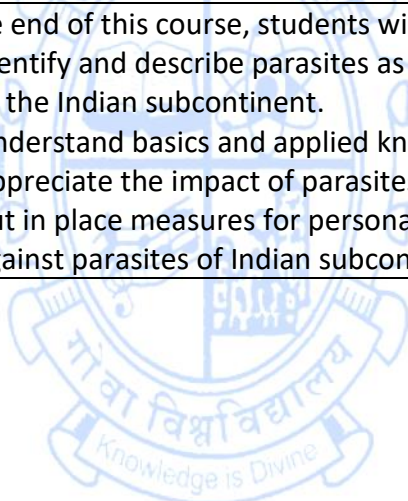 e end of this course, students wi
entify and describe parasites as
the Indian subcontinent.
nderstand basics and applied kn
ppreciate the impact of parasites
ut in place measures for persona
gainst parasites of Indian subcon
गोंवा विश्वविद्यालय
Knowledge is Divine